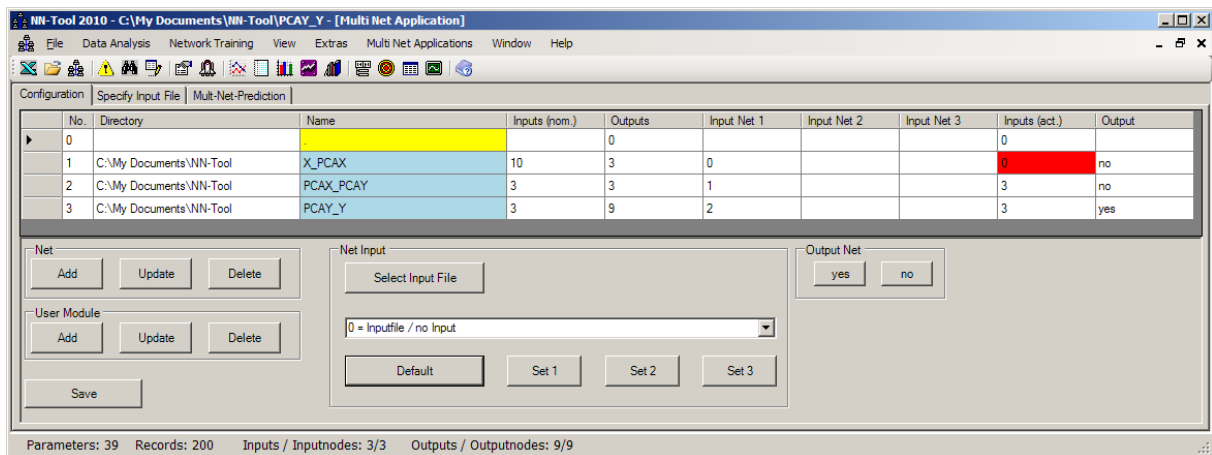 NN-Tool 2010 - C:\My Documents\NN-Tool\PCAY_Y - [Multi Net Application]
File Data Analysis Network Training View Extras Multi Net Applications Window Help
Configuration Specify Input File Mult-Net-Prediction
No. Directory Name Inputs (nom.) Outputs Input Net 1 Input Net 2 Input Net 3 Inputs (act.) Output
0 . 0 0
1 C:\My Documents\NN-Tool X_PCAX 10 3 0 0 no
2 C:\My Documents\NN-Tool PCAX_PCAY 3 3 1 3 no
3 C:\My Documents\NN-Tool PCAY_Y 3 9 2 3 yes
Net Net Input Output Net
Add Update Delete Select Input File yes no
User Module
Add Update Delete 0 = Inputfile / no Input
Default Set 1 Set 2 Set 3
Save
Parameters: 39 Records: 200 Inputs / Inputnodes: 3/3 Outputs / Outputnodes: 9/9